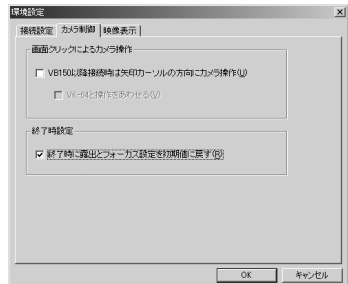 環境設定
接続設定 カメラ制御 映像表示
画面クリックによるカメラ操作
VB150以降接続時は矢印カーソルの方向にカメラ操作(U)
VK-64と操作をあわせる(V)
終了時設定
終了時に露出とフォーカス設定を初期値に戻す(R)
OK キャンセル